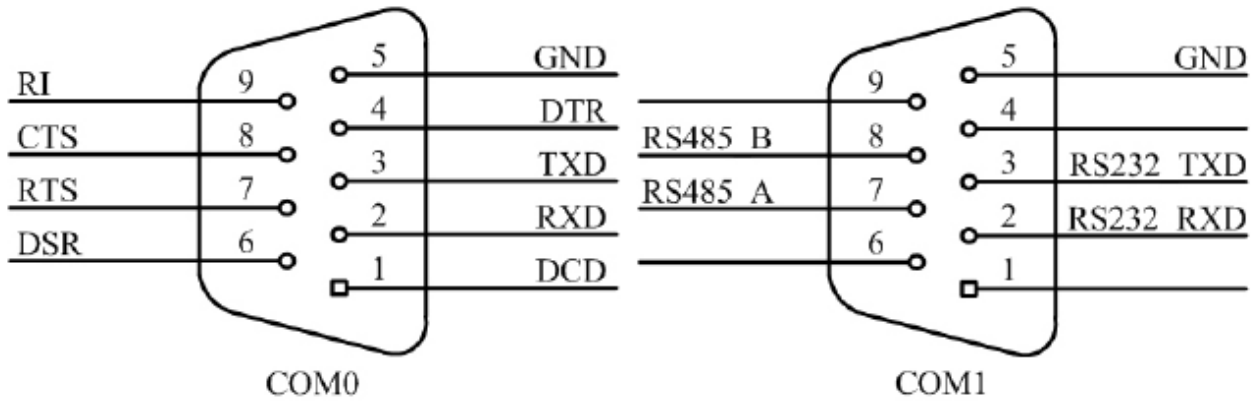 5 GND
RI 9
4 DTR
CTS 8
3 TXD
RTS 7
2 RXD
DSR 6
1 DCD
COM0
5 GND
9
4
RS485 B 8
3 RS232 TXD
RS485 A 7
2 RS232 RXD
6
1
COM1